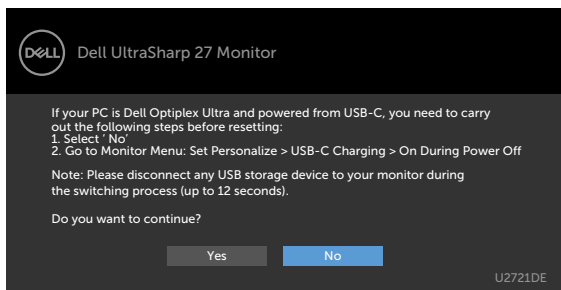 DELL
Dell UltraSharp 27 Monitor
If your PC is Dell Optiplex Ultra and powered from USB-C, you need to carry
out the following steps before resetting:
1. Select ‘ No’
2. Go to Monitor Menu: Set Personalize > USB-C Charging > On During Power Off
Note: Please disconnect any USB storage device to your monitor during
the switching process (up to 12 seconds).
Do you want to continue?
Yes No
U2721DE